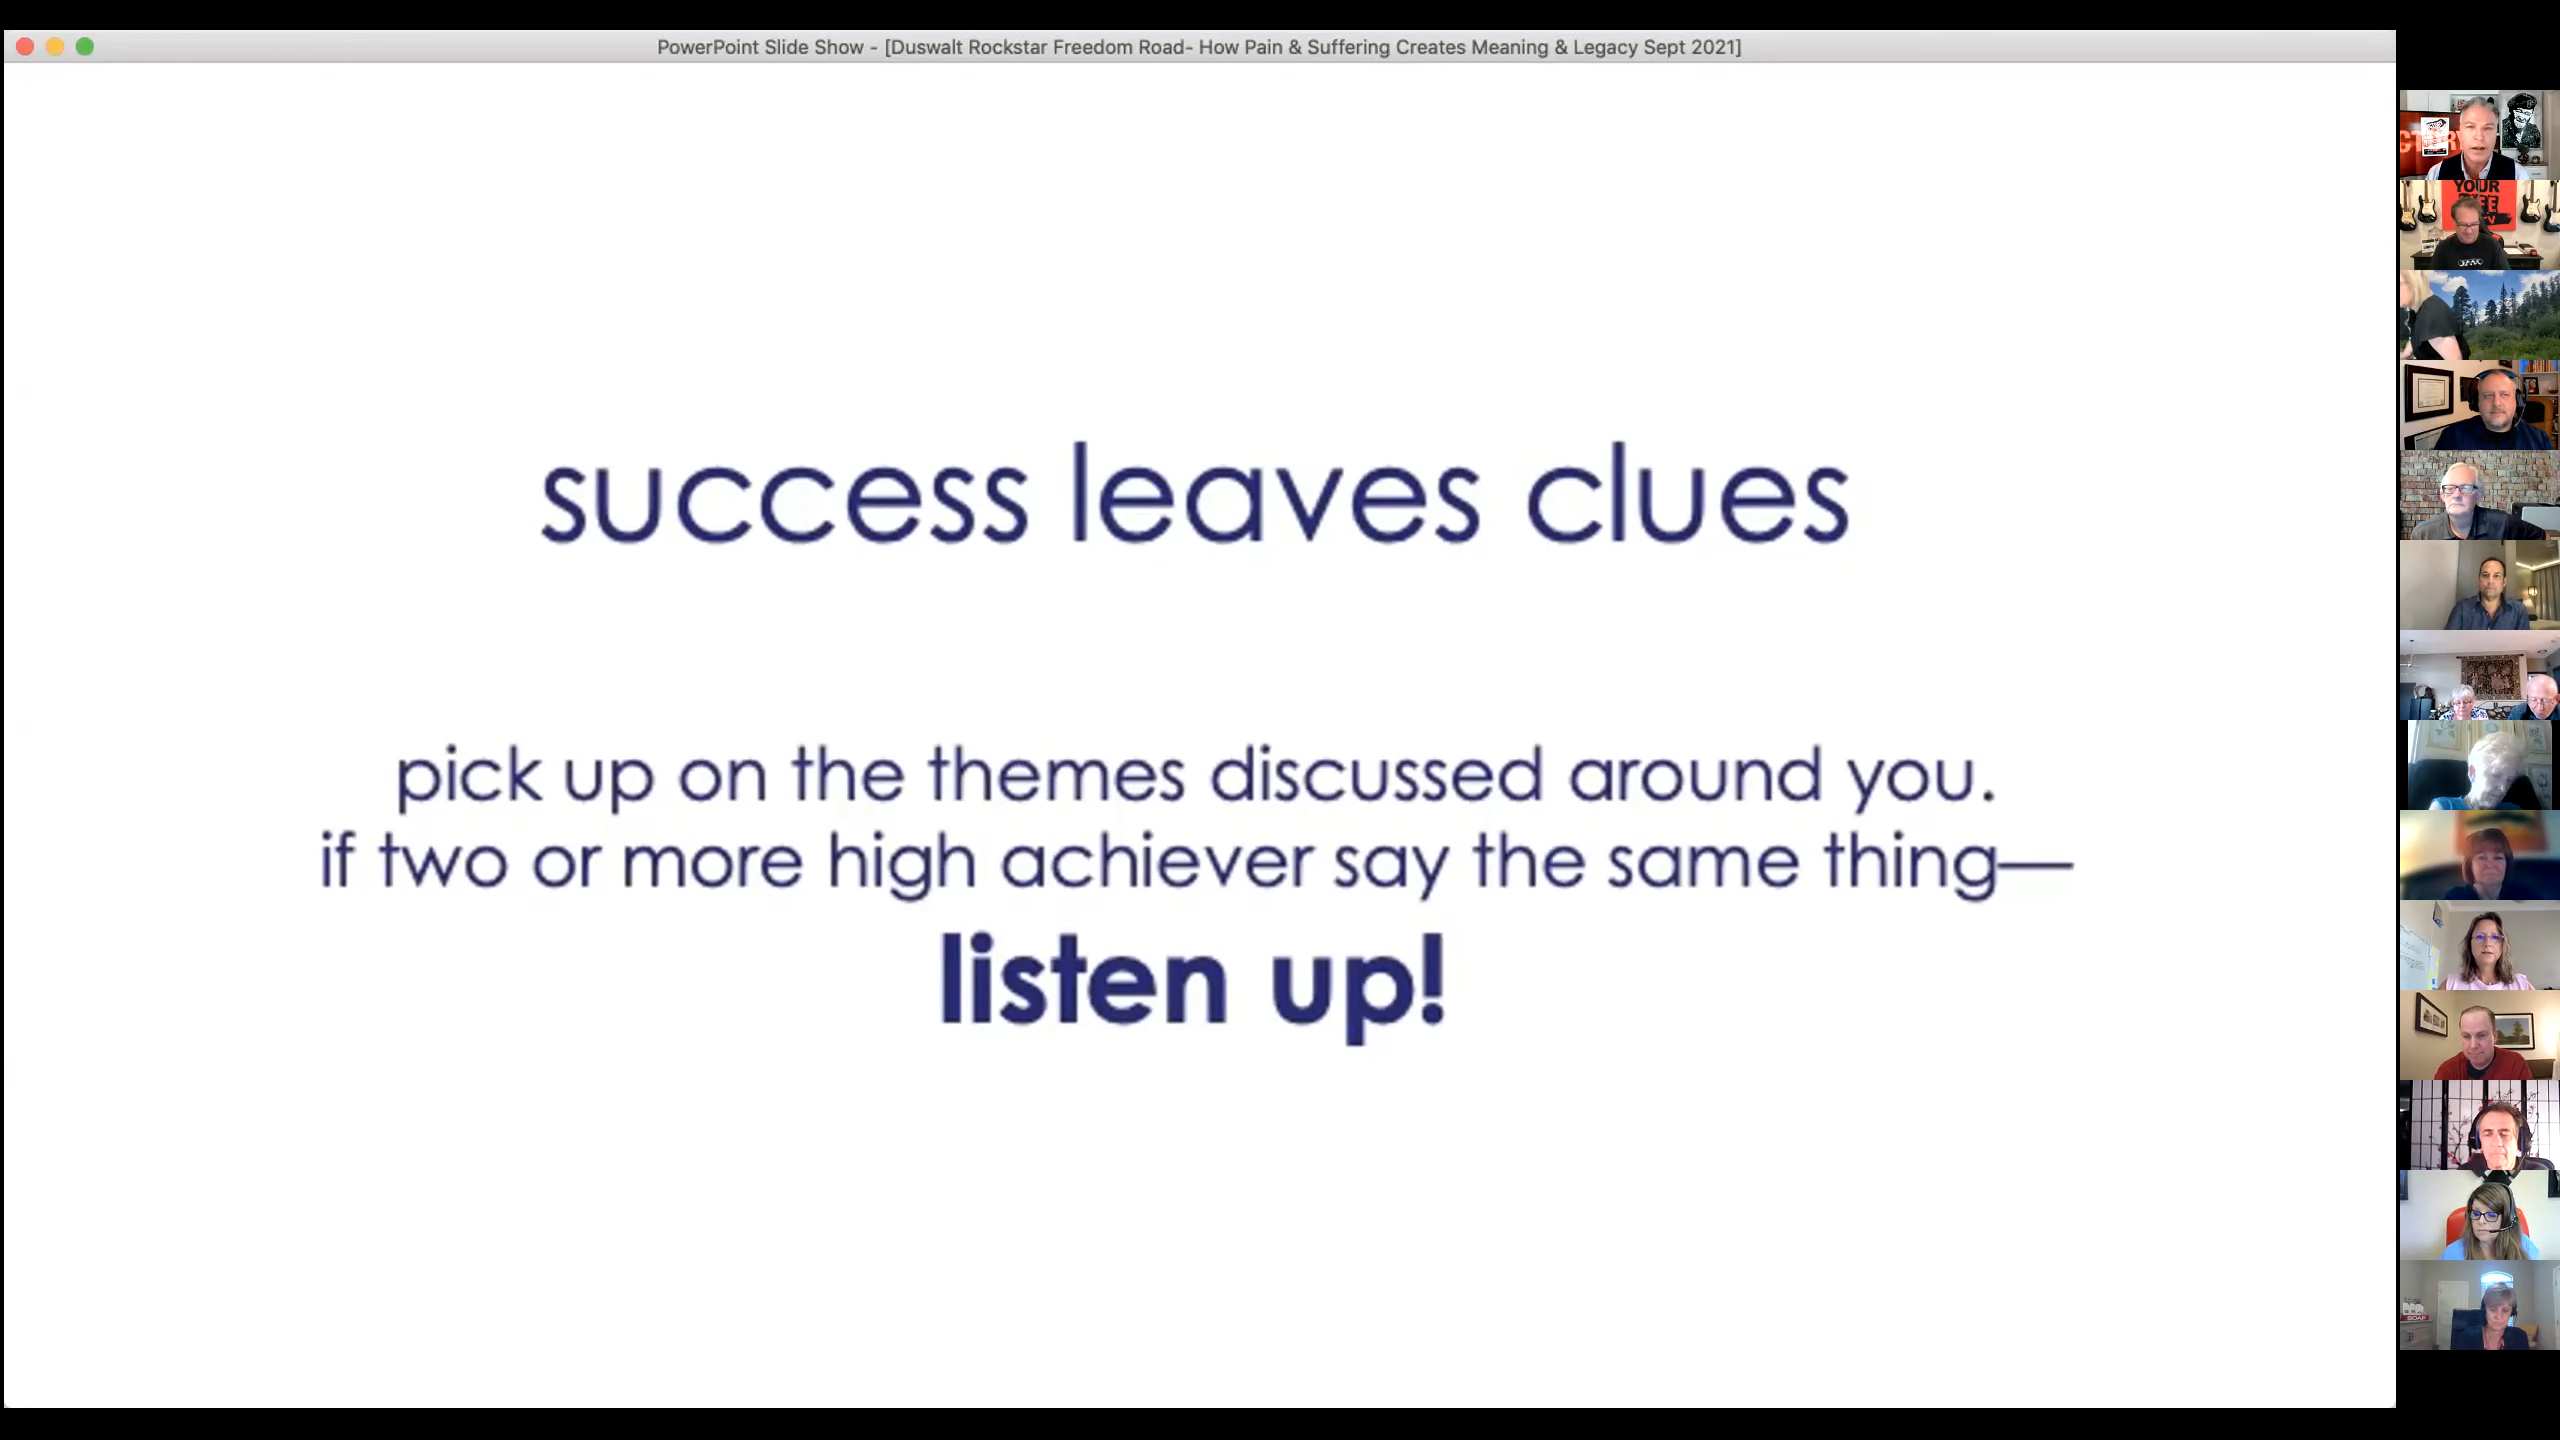 PowerPoint Slide Show - [Duswalt Rockstar Freedom Road- How Pain & Suffering Creates Meaning & Legacy Sept 2021]
success leaves clues
pick up on the themes discussed around you.
if two or more high achiever say the same thing—
listen up!
YOUR
SOAP